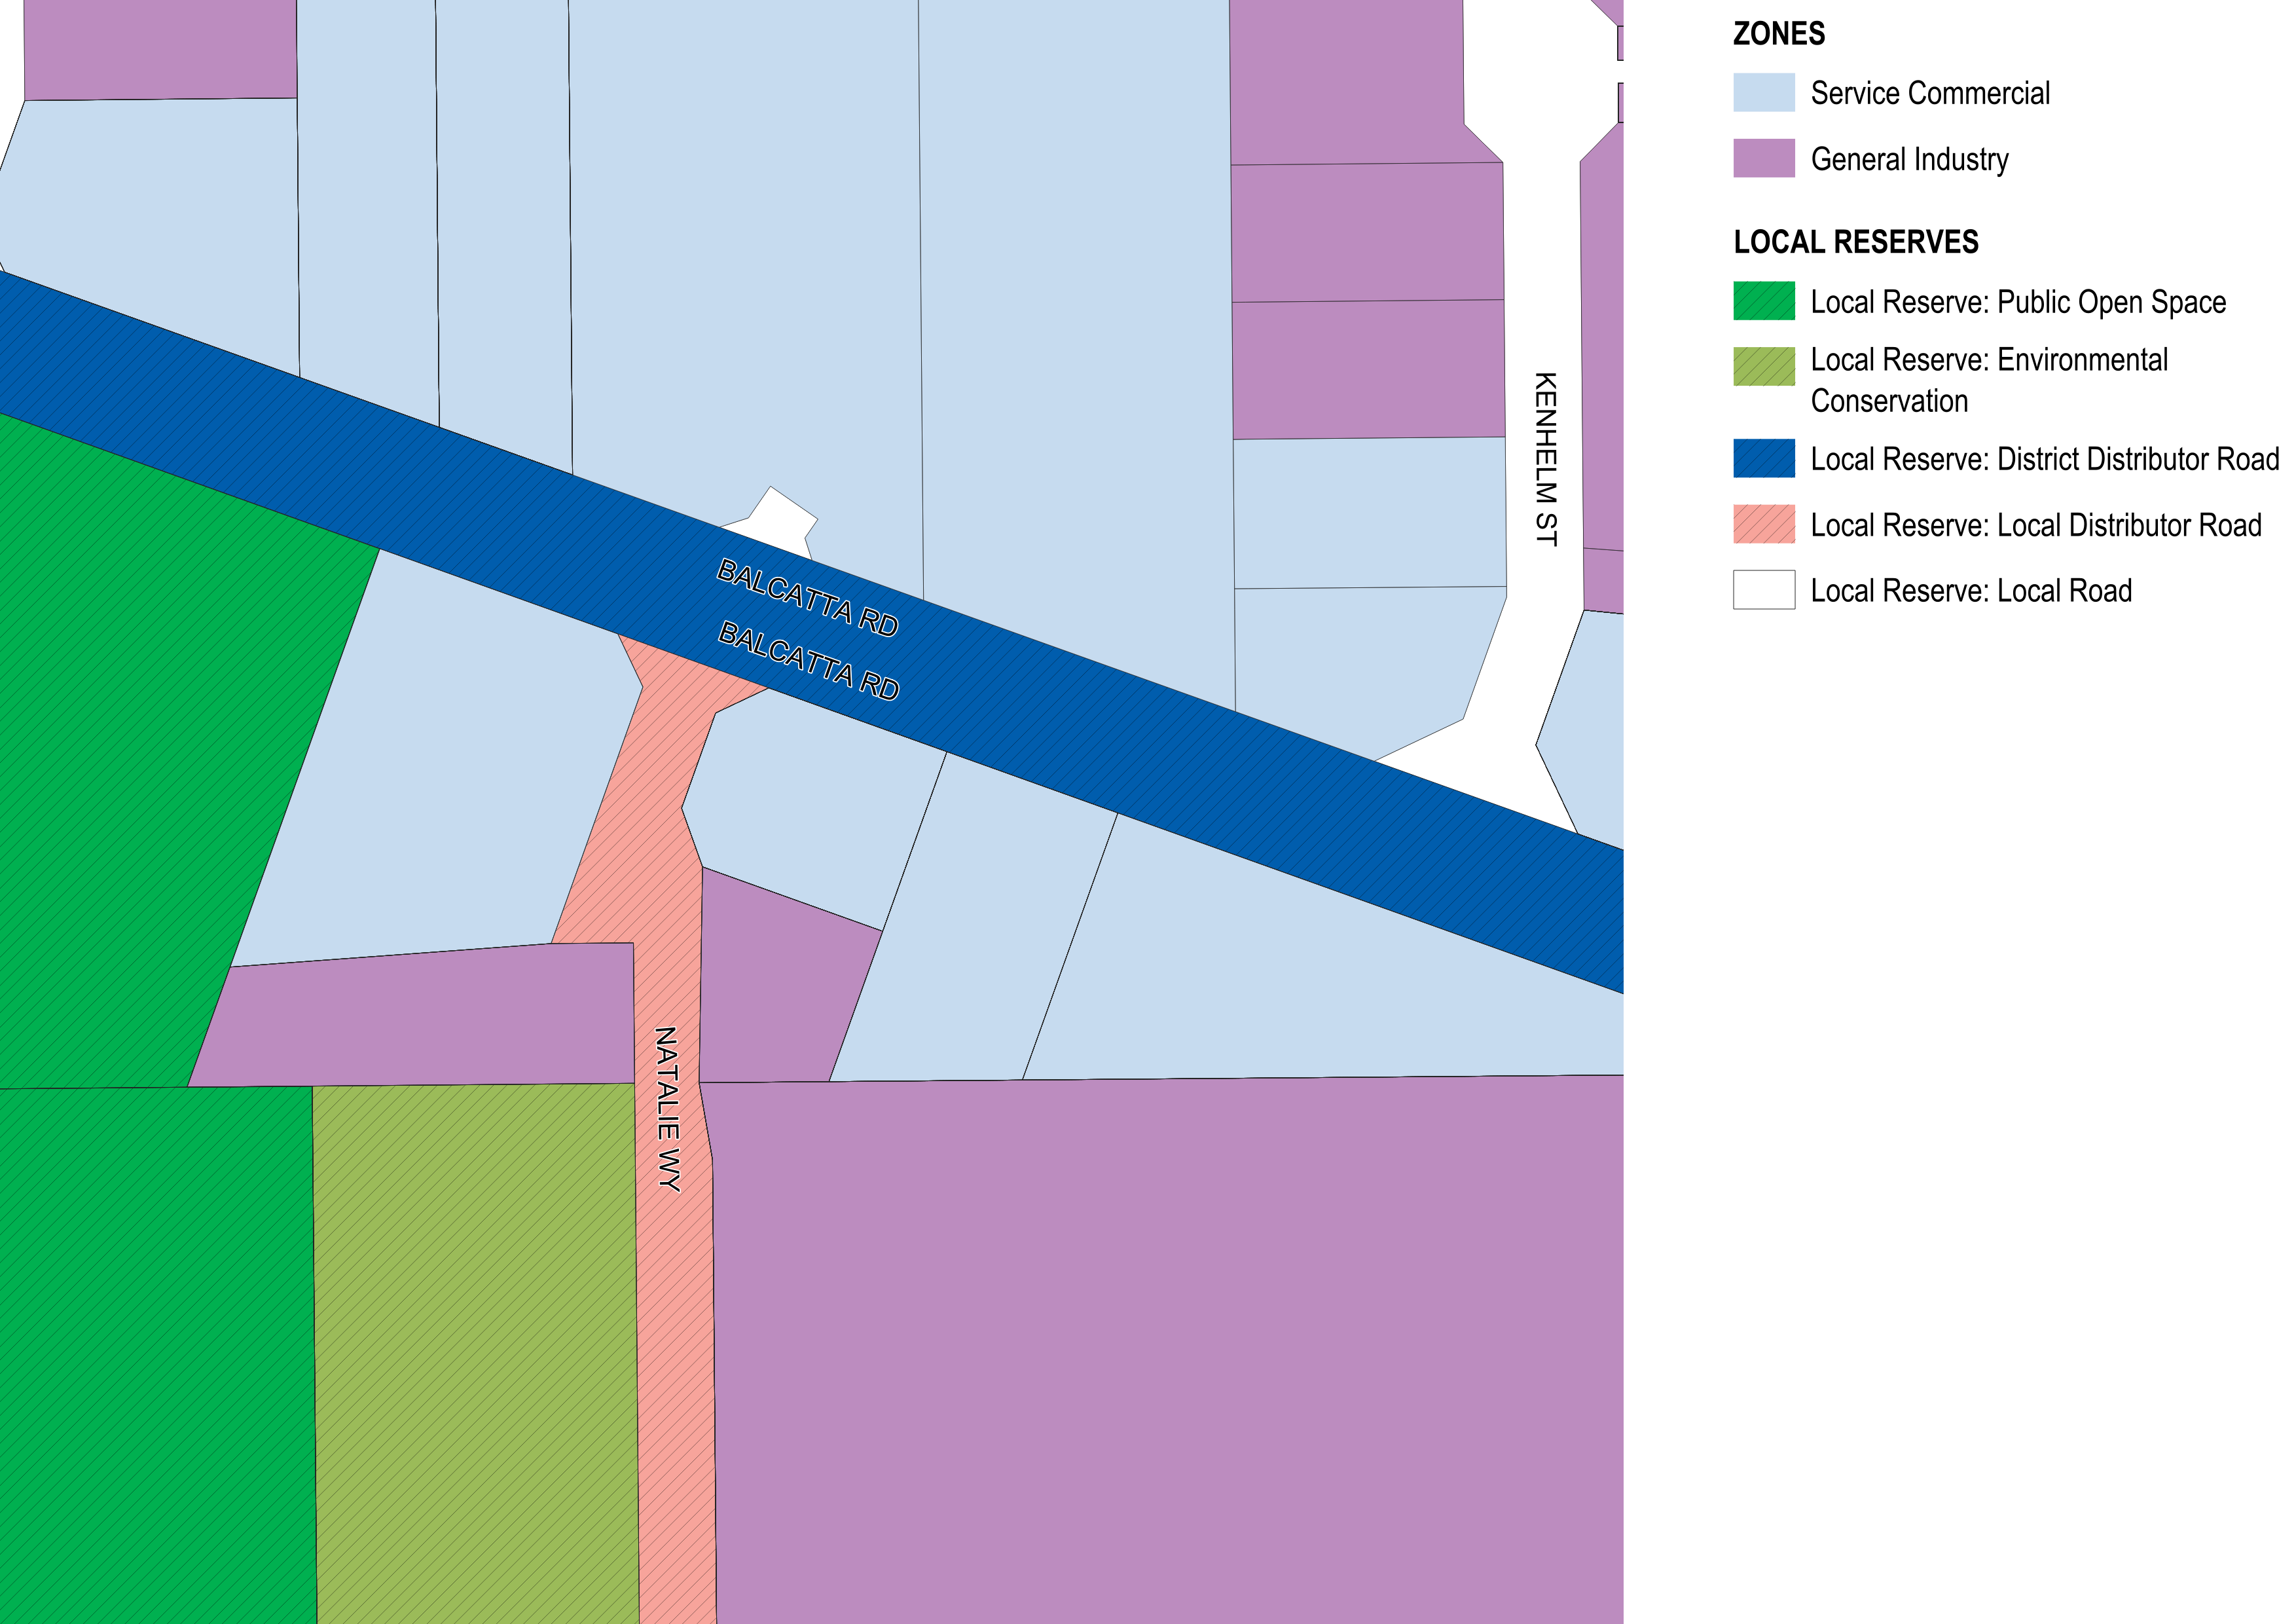 ZONES
Service Commercial
General Industry
LOCAL RESERVES
Local Reserve: Public Open Space
Local Reserve: Environmental
Conservation
Local Reserve: District Distributor Road
Local Reserve: Local Distributor Road
Local Reserve: Local Road
KENHELM ST
BALCATTA RD
BALCATTA RD
NATALIE WY